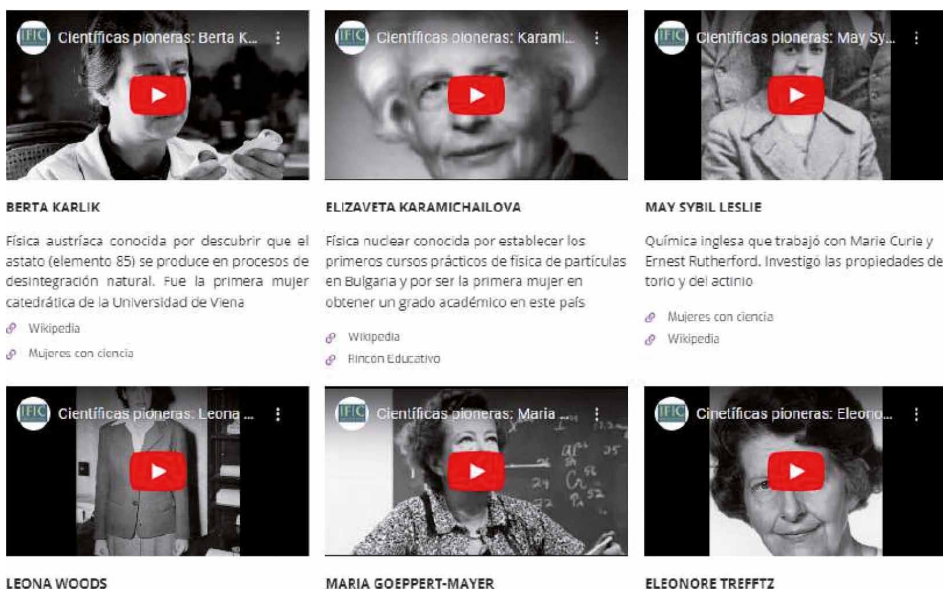 IFIC Científicas pioneras: Berta K...
IFIC Científicas pioneras: Karami...
IFIC Científicas pioneras: May Sy...
BERTA KARLIK
Física austríaca conocida por descubrir que el
astato (elemento 85) se produce en procesos de
desintegración natural. Fue la primera mujer
catedrática de la Universidad de Viena
Wikipedia
Mujeres con ciencia
ELIZAVETA KARAMICHAILOVA
Física nuclear conocida por establecer los
primeros cursos prácticos de física de partículas
en Bulgaria y por ser la primera mujer en
obtener un grado académico en este país
Wikipedia
Rincón Educativo
MAY SYBIL LESLIE
Química inglesa que trabajó con Marie Curie y
Ernest Rutherford. Investigó las propiedades de
torio y del actinio
Mujeres con ciencia
Wikipedia
IFIC Científicas pioneras: Leona ...
IFIC Científicas pioneras: Maria ...
IFIC Cinetíficas pioneras: Eleono...
LEONA WOODS
MARIA GOEPPERT-MAYER
ELEONORE TREFFTZ